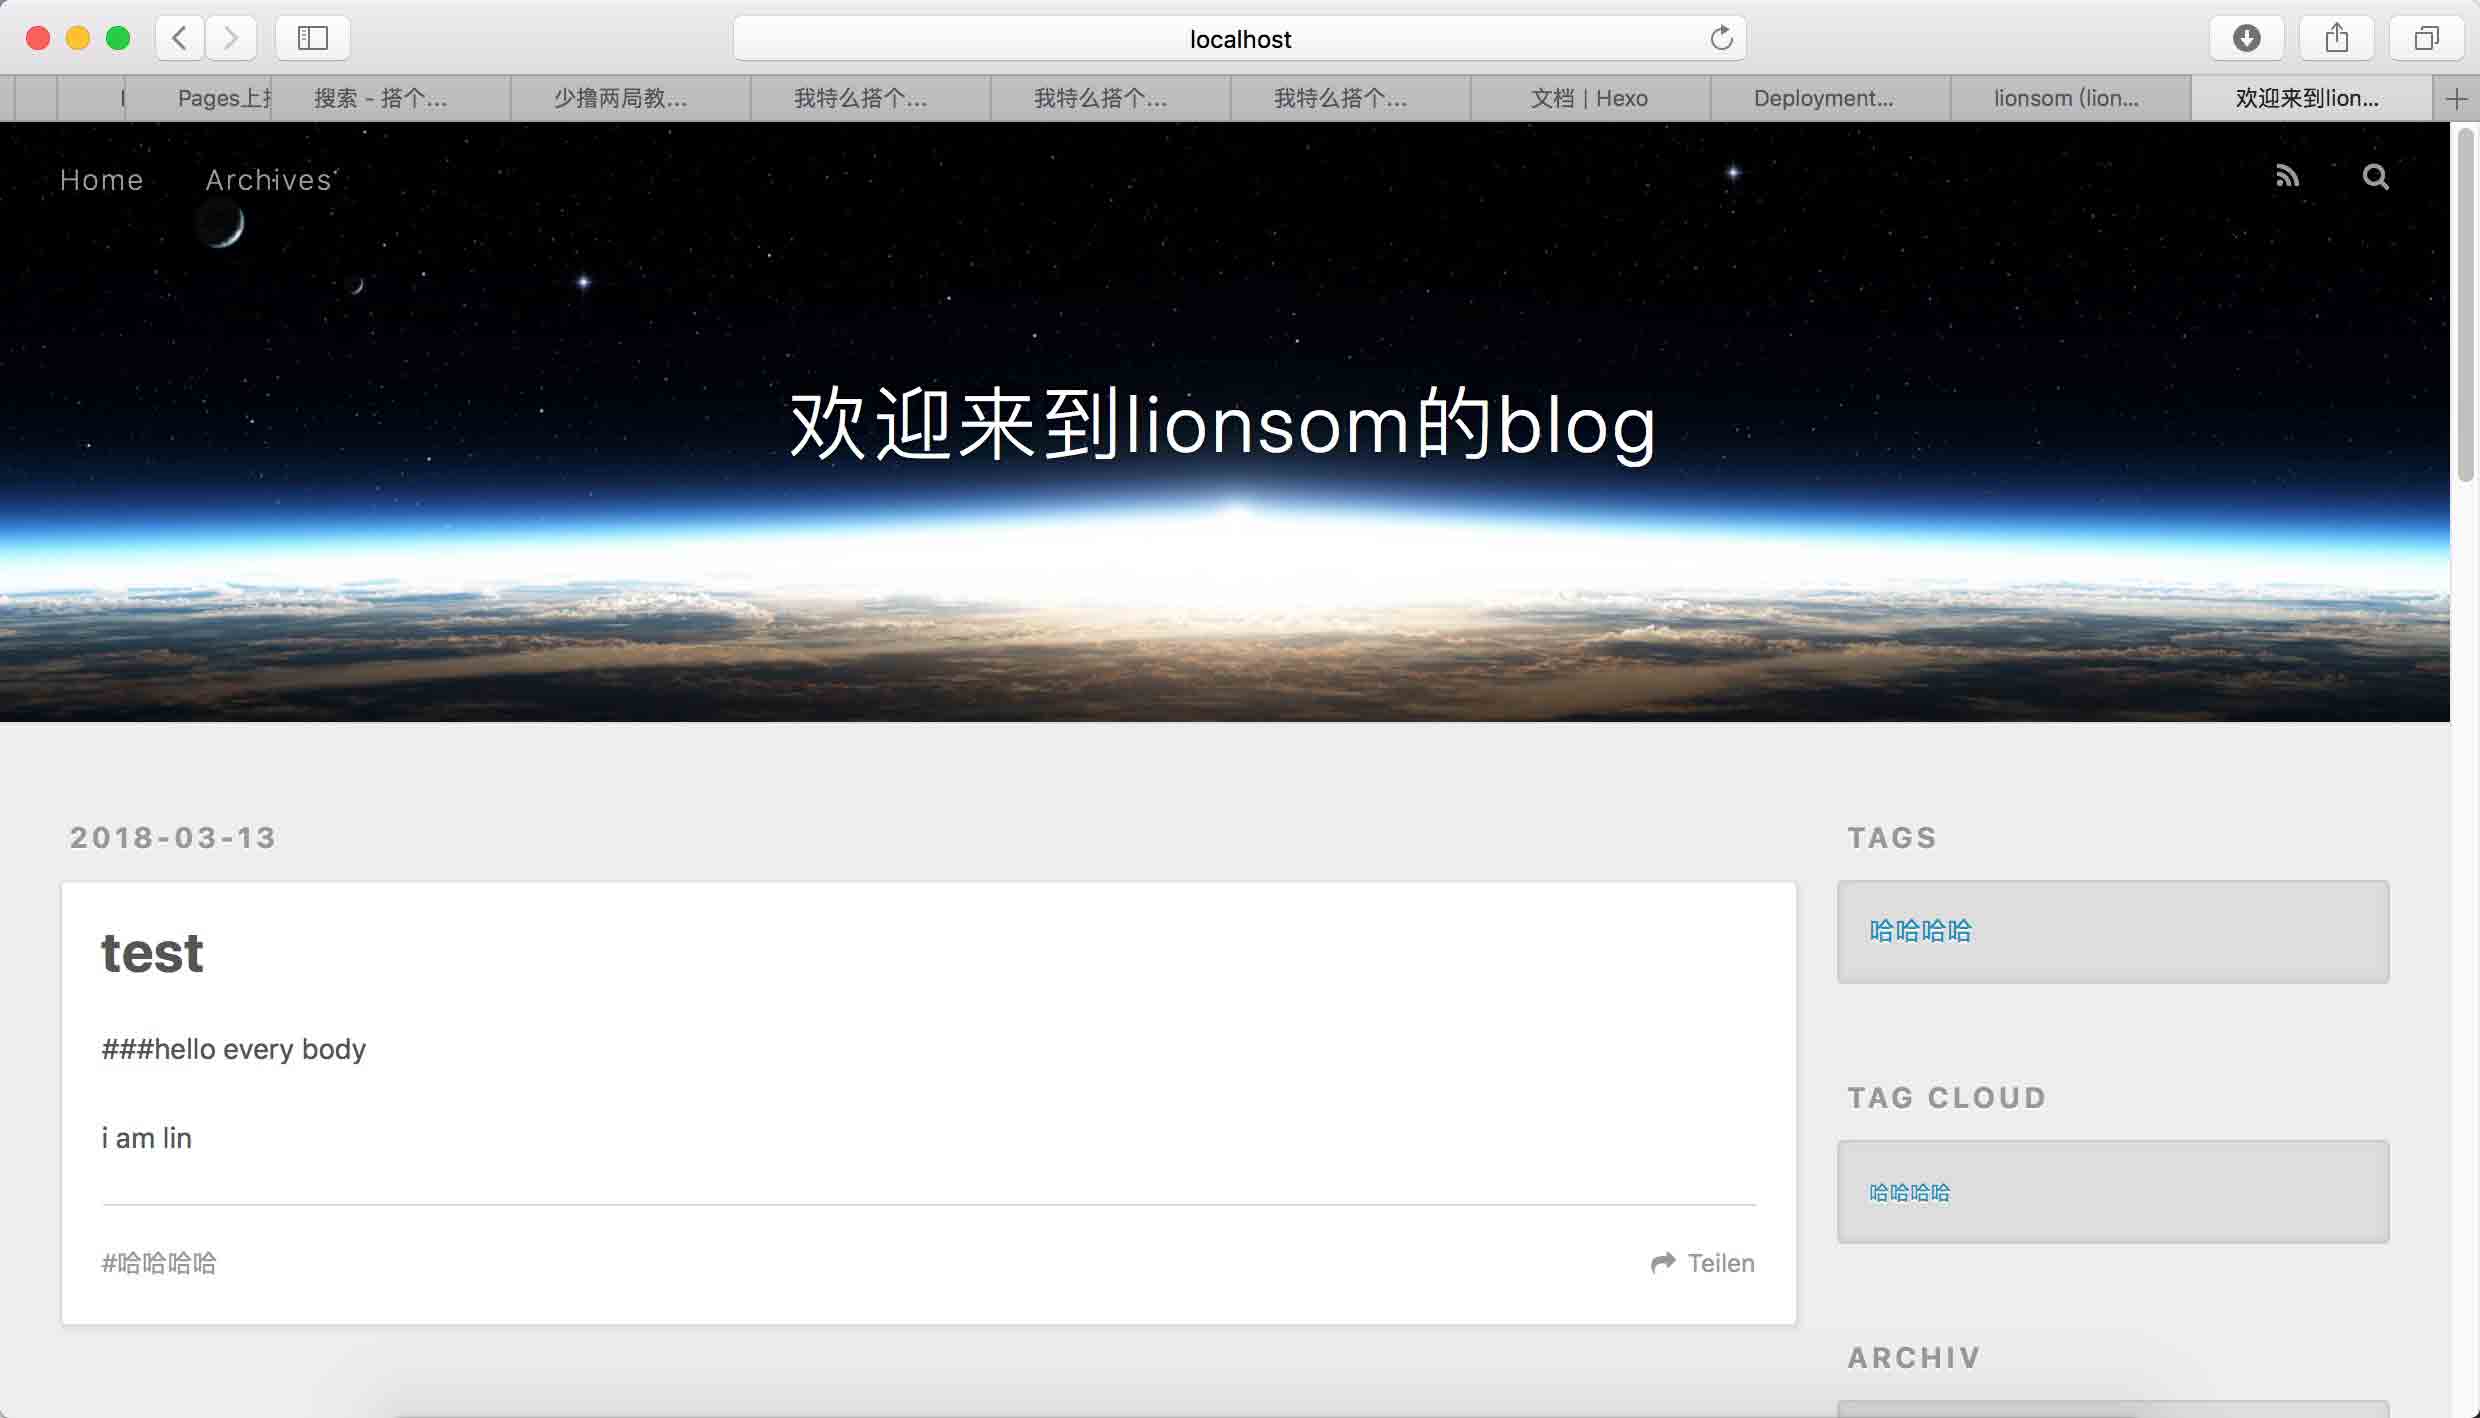 localhost
Pages上
搜索 - 搭个...
少撸两局教...
我特么搭个...
我特么搭个...
我特么搭个...
文档 | Hexo
Deployment...
lionsom (lion...
欢迎来到lion...
Home
Archives
欢迎来到lionsom的blog
2018-03-13
test
###hello every body
i am lin
#哈哈哈哈
Teilen
TAGS
哈哈哈哈
TAG CLOUD
哈哈哈哈
ARCHIV